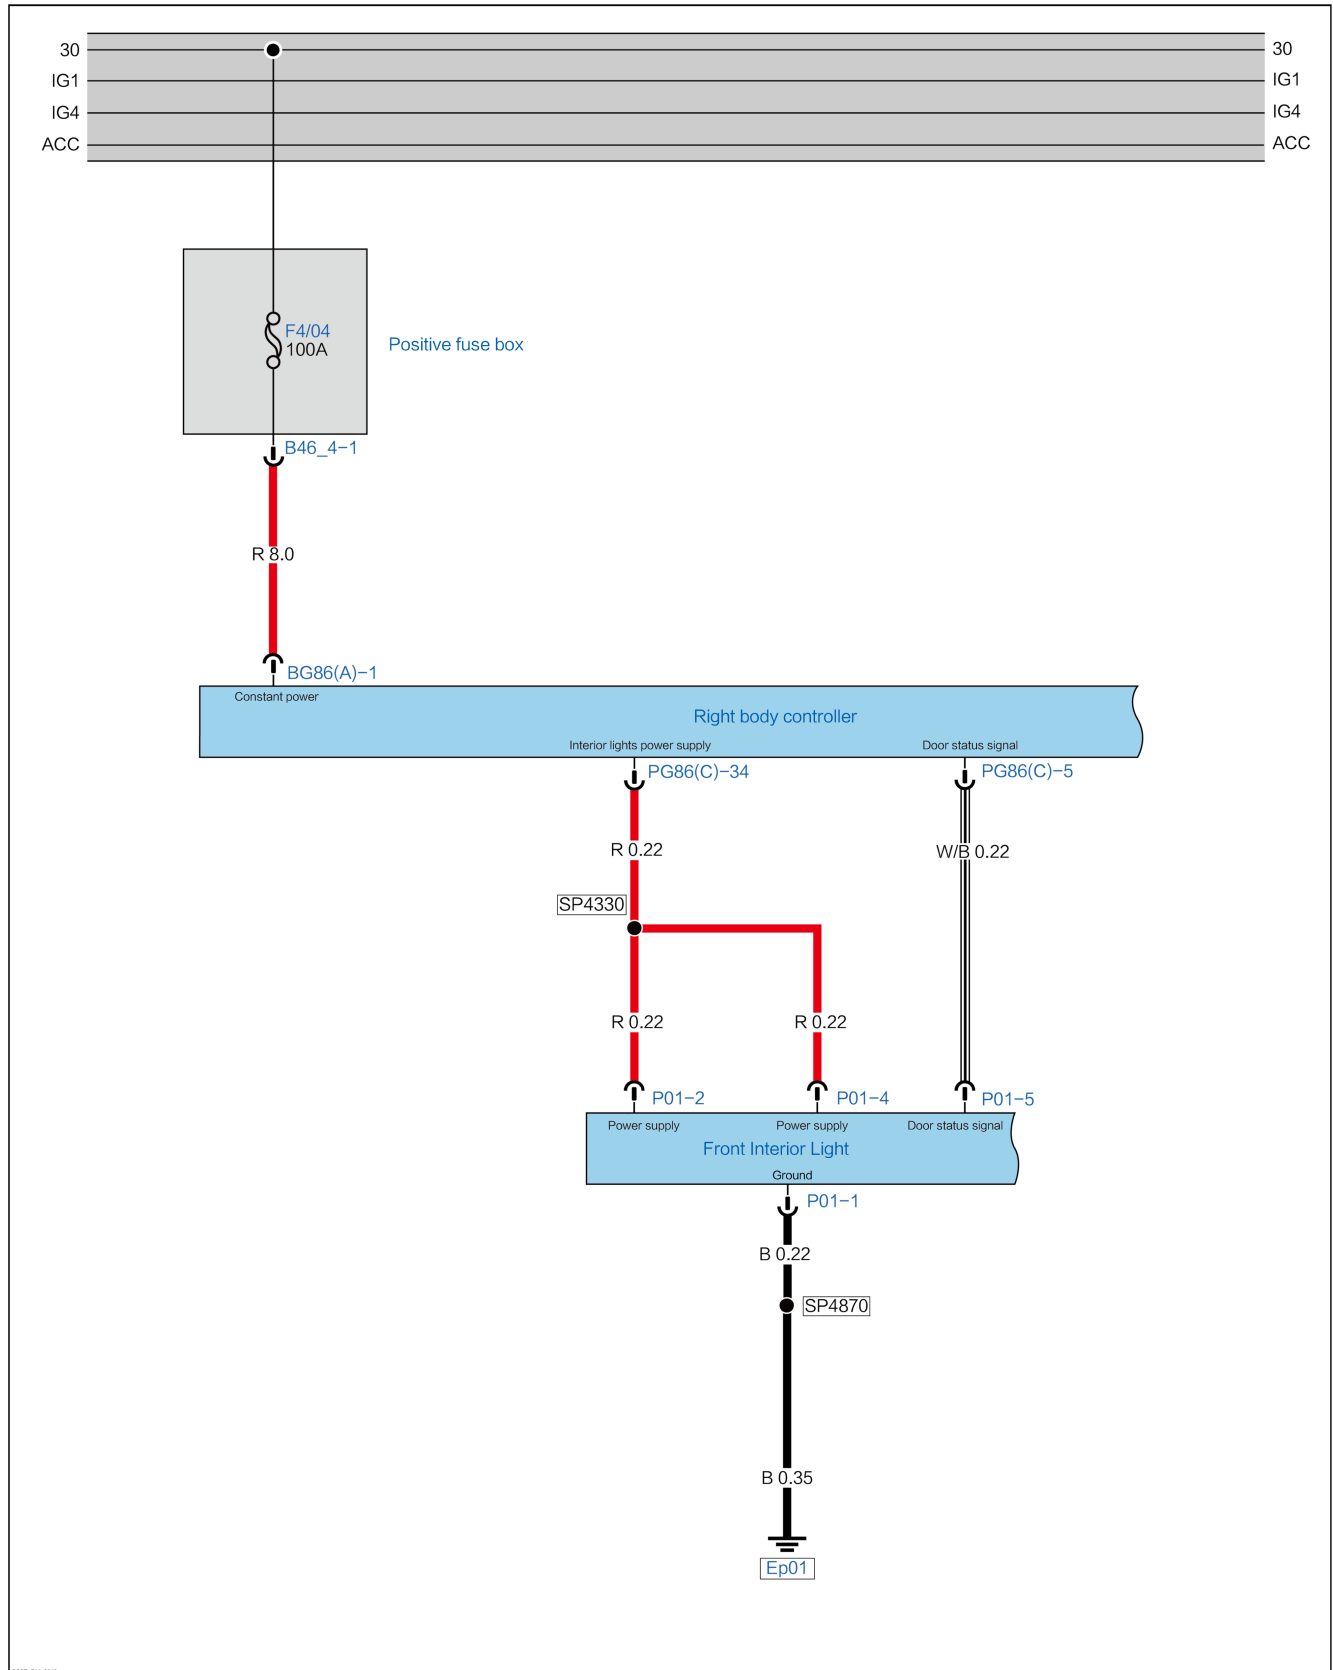 30 30
IG1 IG1
IG4 IG4
ACC ACC
F4/04
100A
Positive fuse box
B46_4-1
R 8.0
BG86(A)-1
Constant power
Right body controller
Interior lights power supply Door status signal
PG86(C)-34 PG86(C)-5
R 0.22 W/B 0.22
SP4330
R 0.22 R 0.22
P01-2 P01-4 P01-5
Power supply Power supply Door status signal
Front Interior Light
Ground
P01-1
B 0.22
SP4870
B 0.35
Ep01